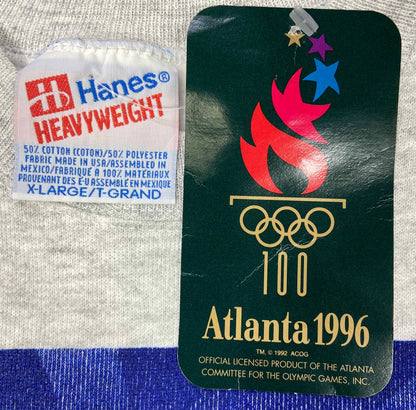 H Hanes®
HEAVYWEIGHT
50% COTTON (COTON)/50% POLYESTER
FABRIC MADE IN USA/ASSEMBLED IN
MEXICO/FABRIQUÉ A 100% MATÉRIAUX
PROVENANT DES É-U ASSEMBLE EN MEXIQUE
X-LARGE/T-GRAND
100
Atlanta 1996
TM, © 1992 ACOG
OFFICIAL LICENSED PRODUCT OF THE ATLANTA
COMMITTEE FOR THE OLYMPIC GAMES, INC.